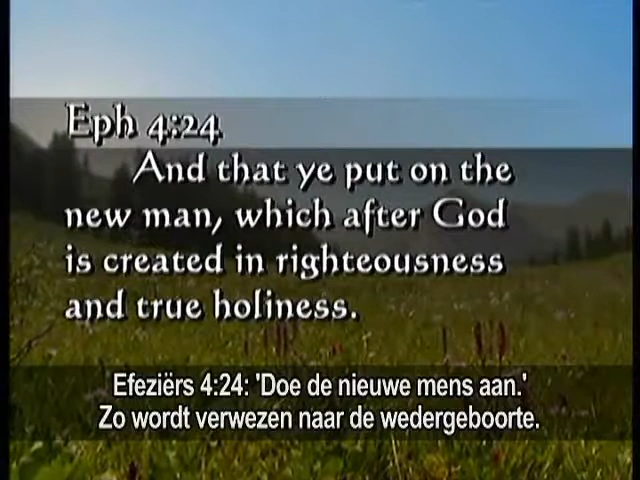 Eph 4:24
And that ye put on the
new man, which after God
is created in righteousness
and true holiness.
Efeziërs 4:24: 'Doe de nieuwe mens aan.'
Zo wordt verwezen naar de wedergeboorte.